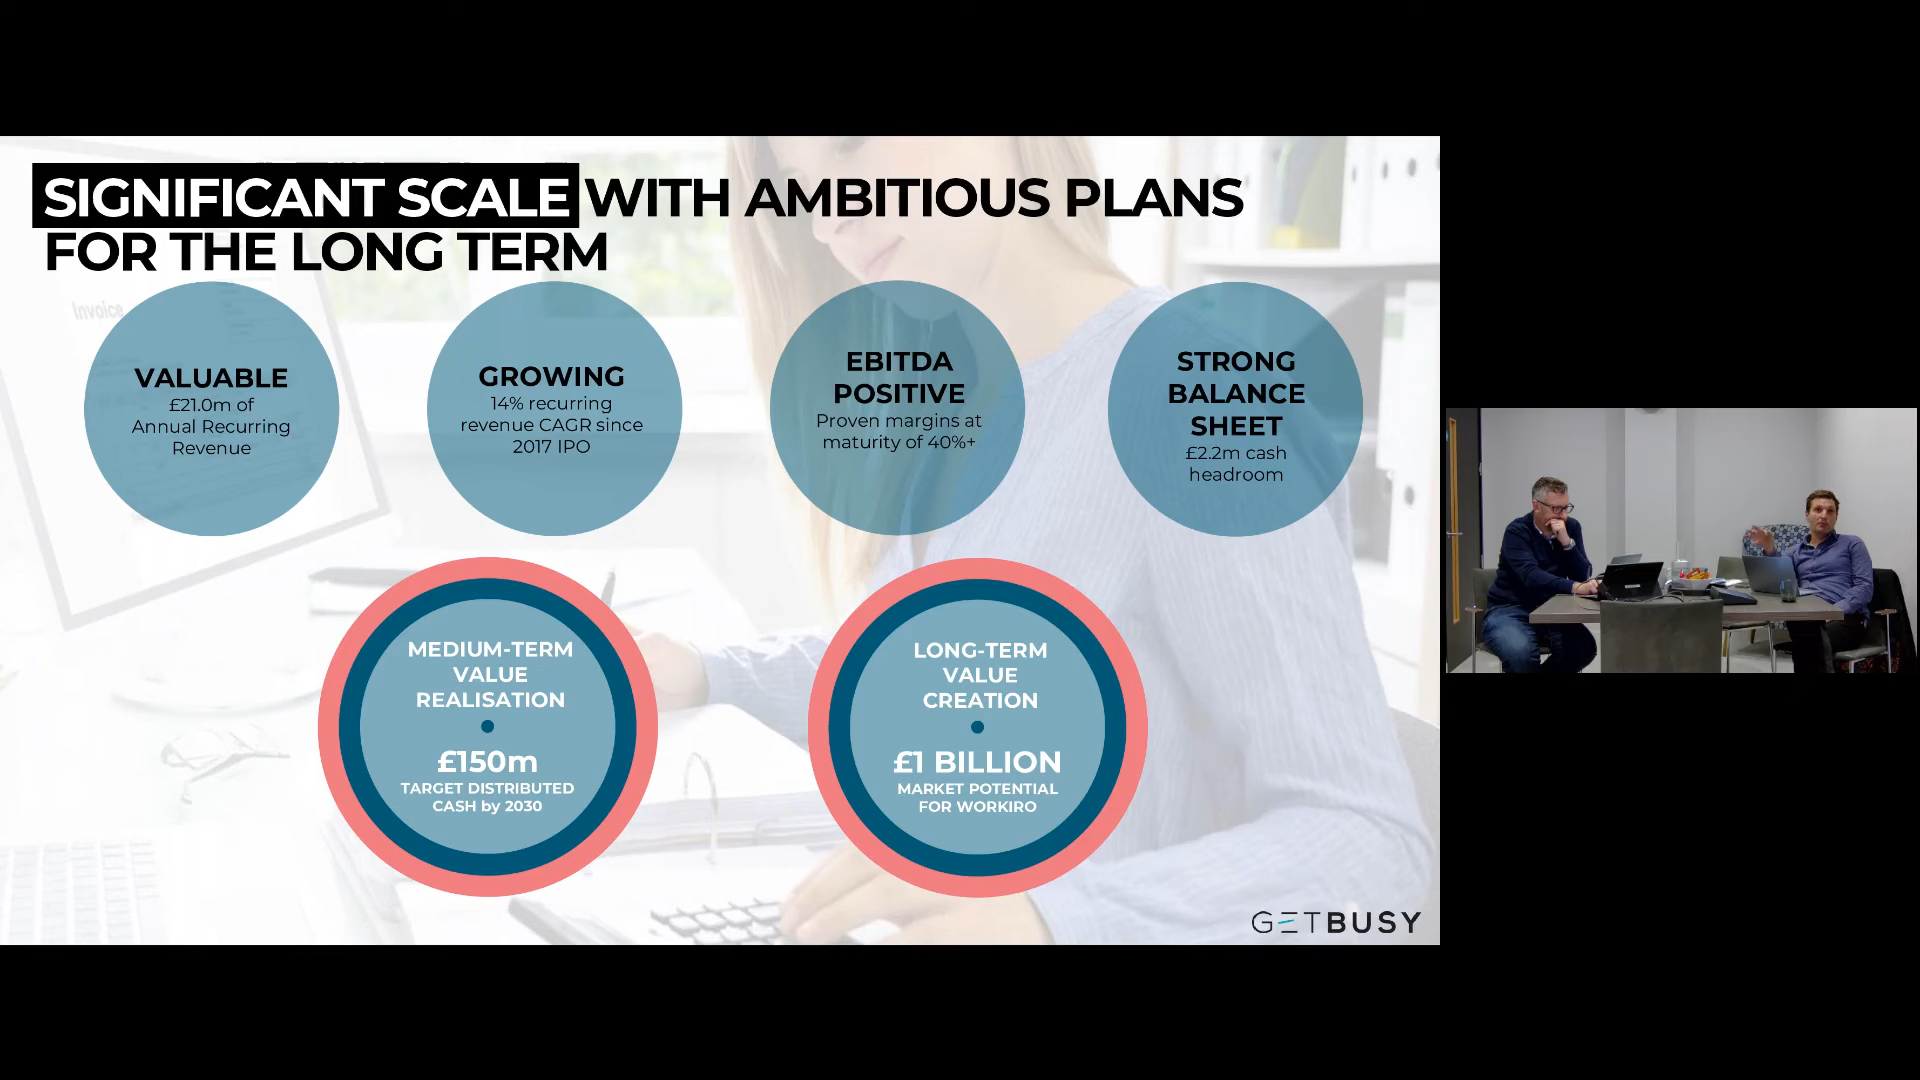 SIGNIFICANT SCALE WITH AMBITIOUS PLANS
FOR THE LONG TERM
Invoice
VALUABLE
£21.0m of
Annual Recurring
Revenue
GROWING
14% recurring
revenue CAGR since
2017 IPO
EBITDA
POSITIVE
Proven margins at
maturity of 40%+
STRONG
BALANCE
SHEET
£2.2m cash
headroom
MEDIUM-TERM
VALUE
REALISATION
£150m
TARGET DISTRIBUTED
CASH by 2030
LONG-TERM
VALUE
CREATION
£1 BILLION
MARKET POTENTIAL
FOR WORKIRO
GETBUSY